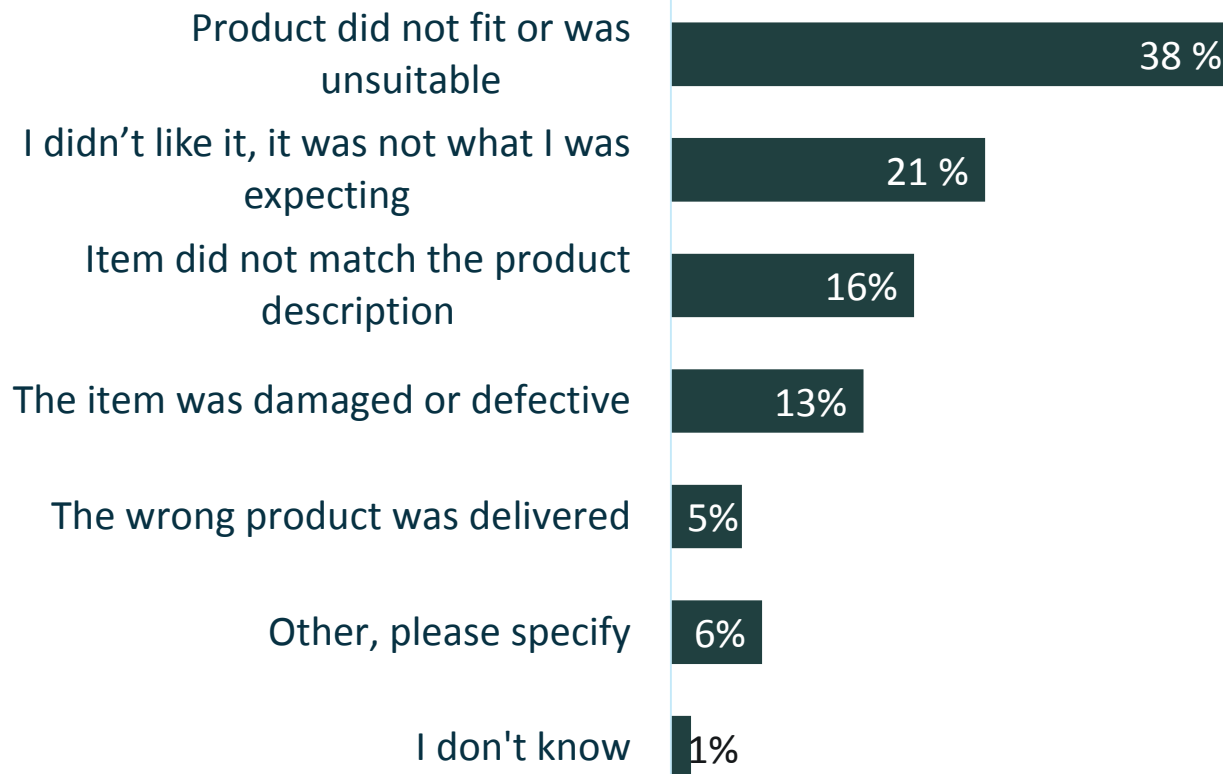 Product did not fit or was
unsuitable
38 %
I didn’t like it, it was not what I was
expecting
21 %
Item did not match the product
description
16%
The item was damaged or defective
13%
The wrong product was delivered
5%
Other, please specify
6%
I don't know
1%